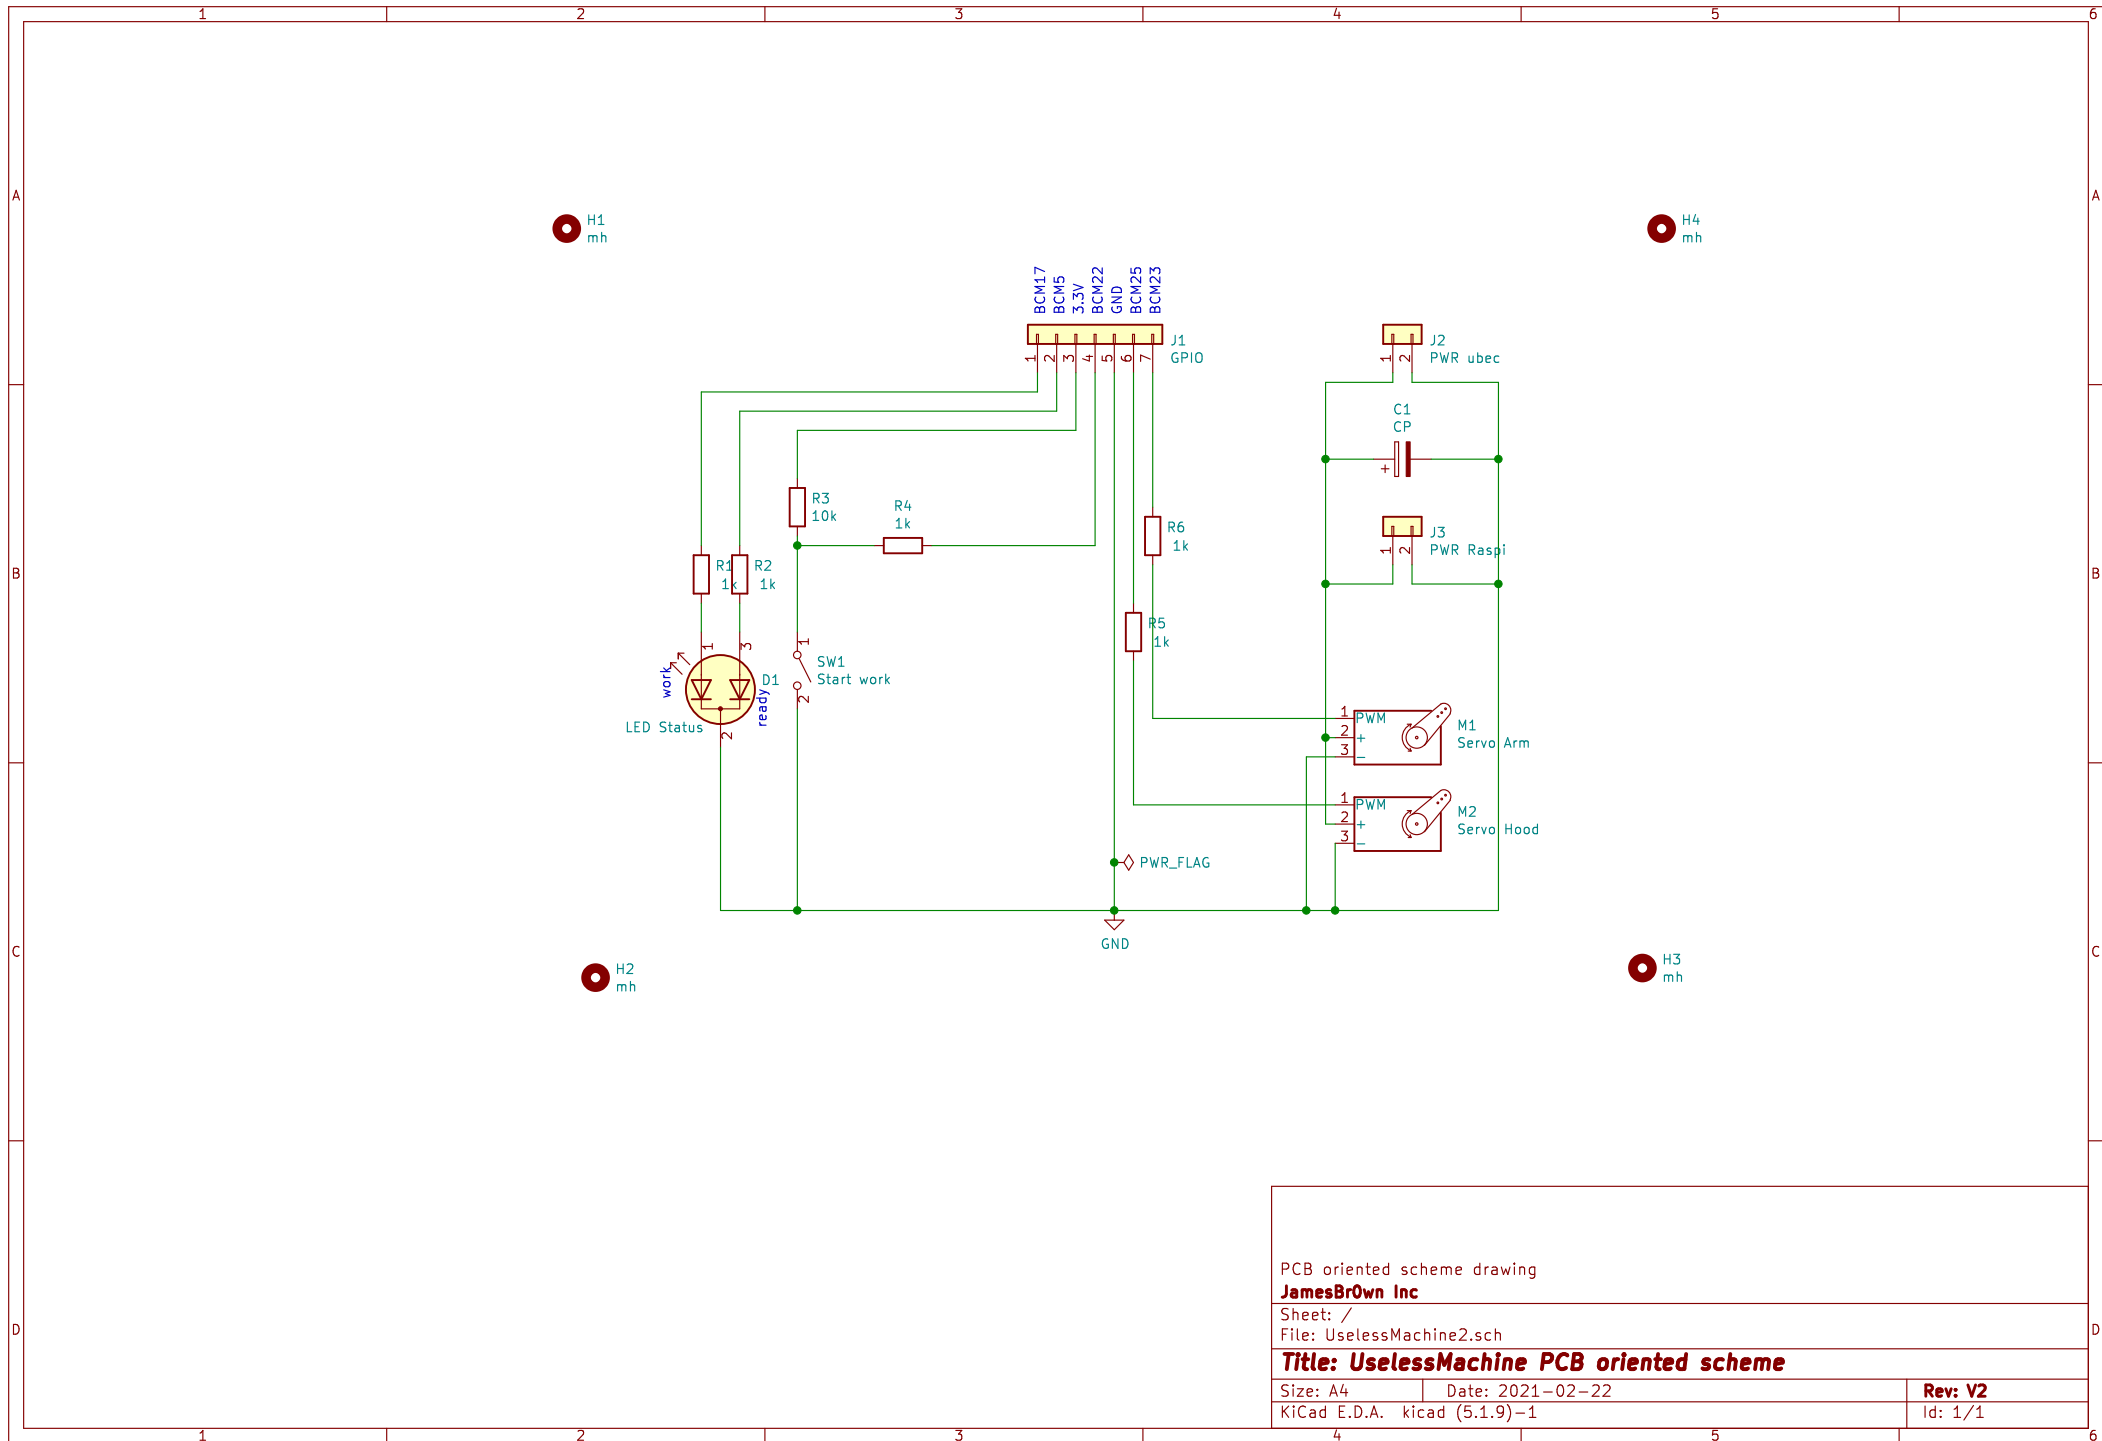 1 2 3 4 5 6
A A
H1
mh
H4
mh
BCM17
BCM5
3.3V
BCM22
GND
BCM25
BCM23
J1
GPIO
1 2 3 4 5 6 7
J2
PWR ubec
1 2
C1
CP
+
R3
10k
R4
1k
J3
PWR Raspi
1 2
R6
1k
B B
R1
1k
R2
1k
R5
1k
1 3
work
D1
ready
LED Status
2
1
SW1
Start work
2
1 PWM
2 +
3 −
M1
Servo Arm
1 PWM
2 +
3 −
M2
Servo Hood
PWR_FLAG
GND
C C
H2
mh
H3
mh
PCB oriented scheme drawing
JamesBr0wn Inc
Sheet: /
File: UselessMachine2.sch
D D
Title: UselessMachine PCB oriented scheme
Size: A4 Date: 2021-02-22 Rev: V2
KiCad E.D.A. kicad (5.1.9)-1 Id: 1/1
1 2 3 4 5 6